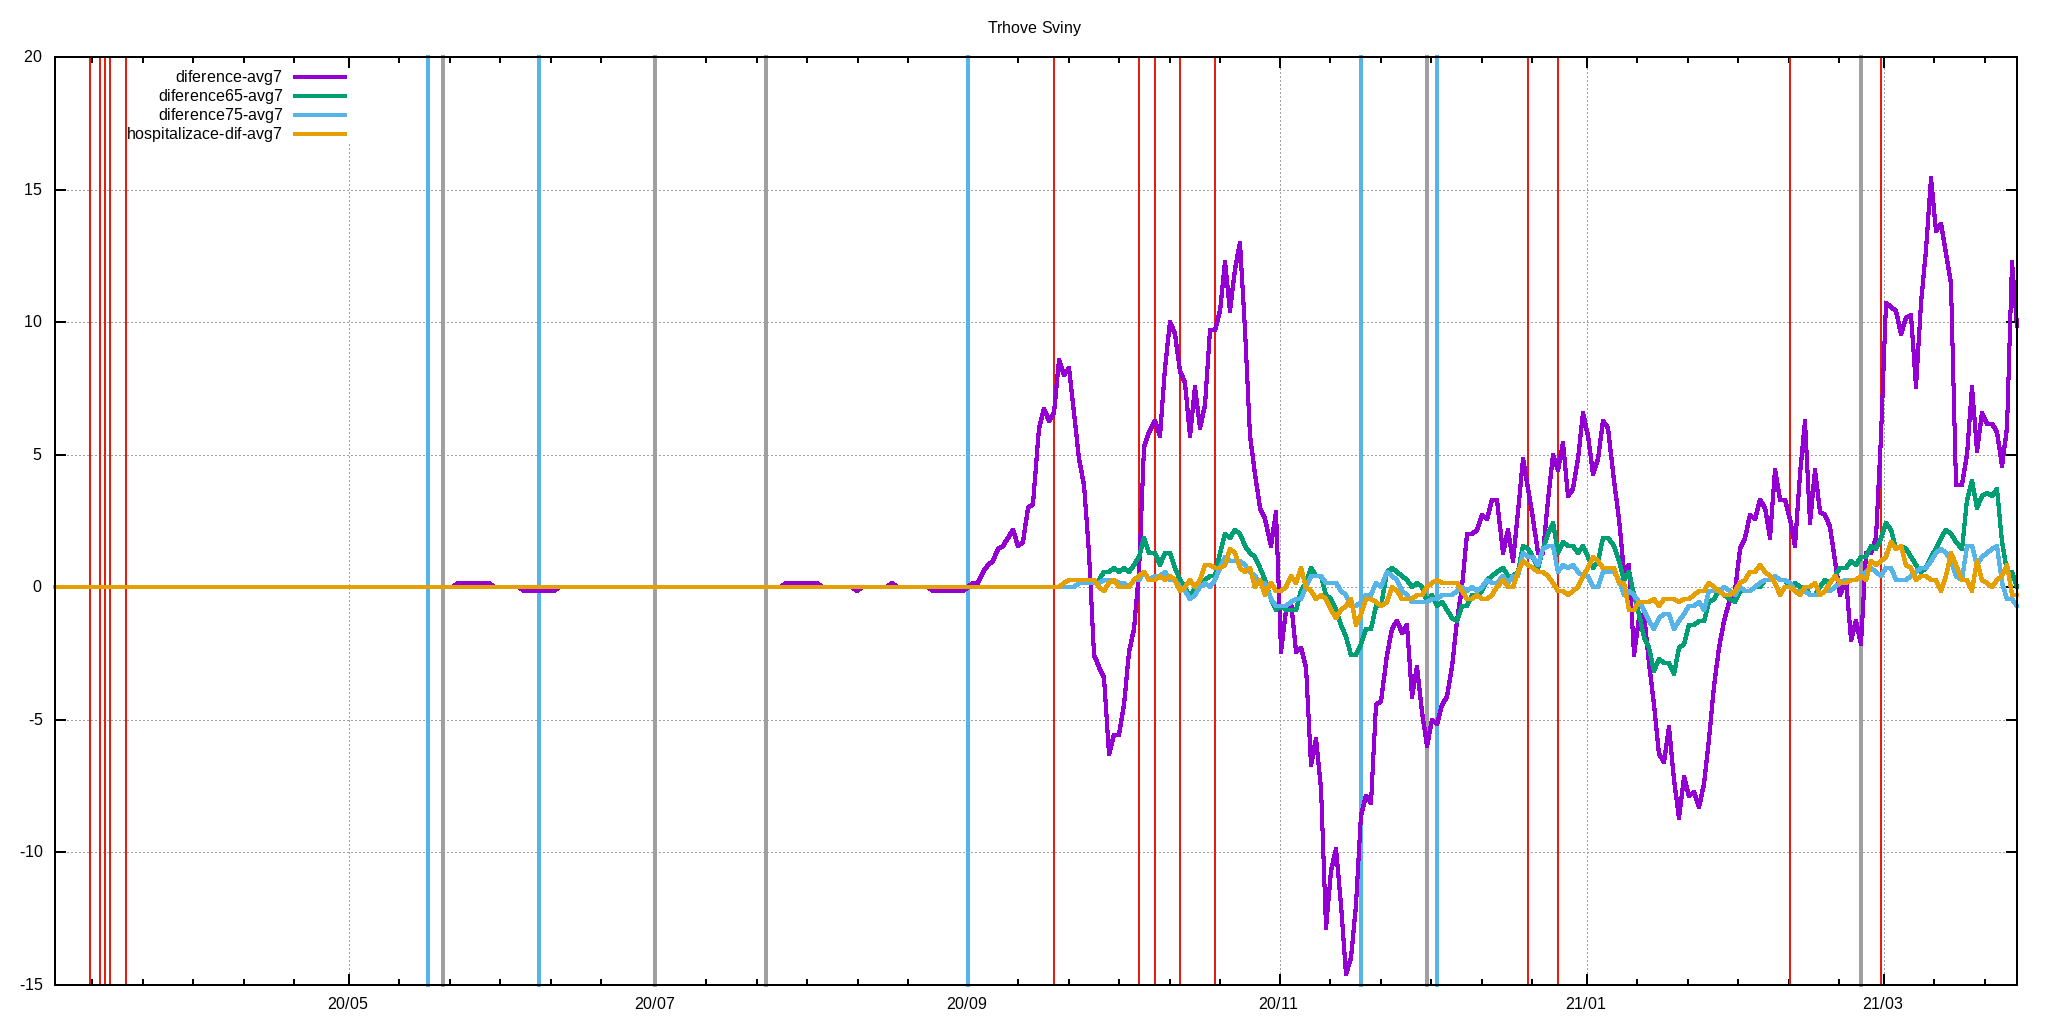 Trhove Sviny
20
diference-avg7
diference65-avg7
diference75-avg7
hospitalizace-dif-avg7
15
10
5
0
-5
-10
-15
20/05 20/07 20/09 20/11 21/01 21/03